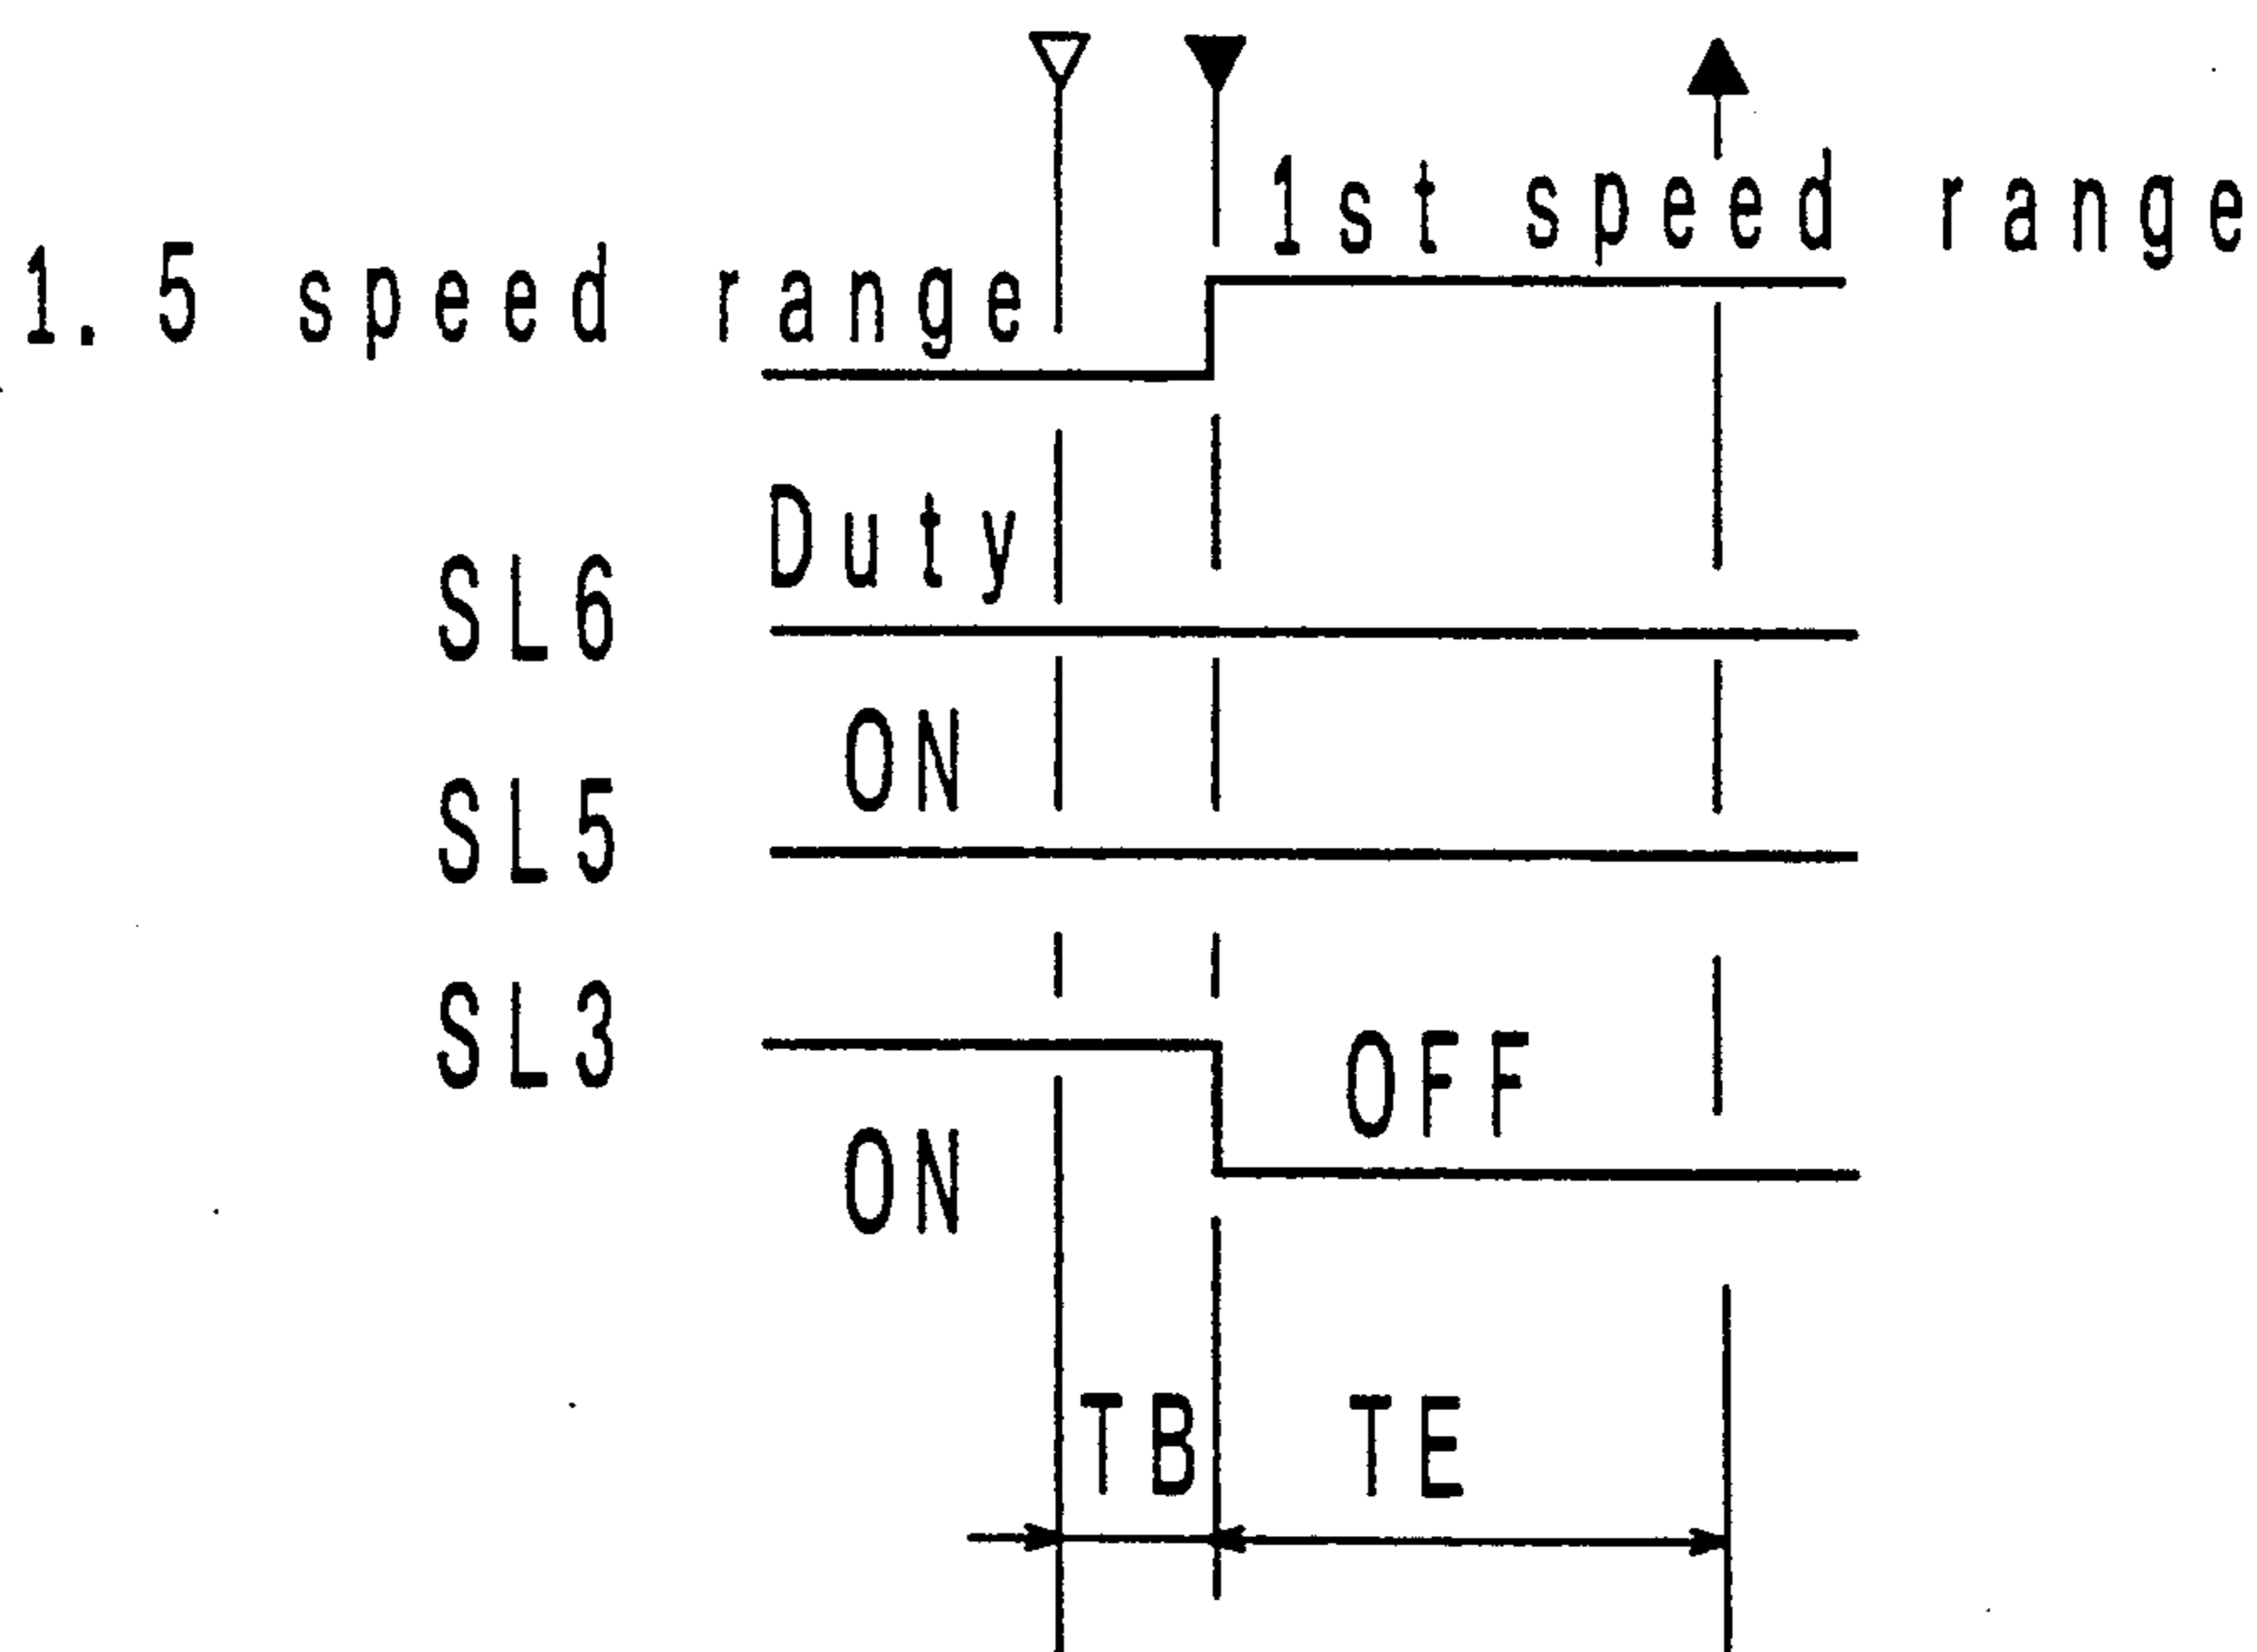 1st speed range
1.5 speed range
Duty
SL6
ON
SL5
SL3
OFF
ON
TB TE